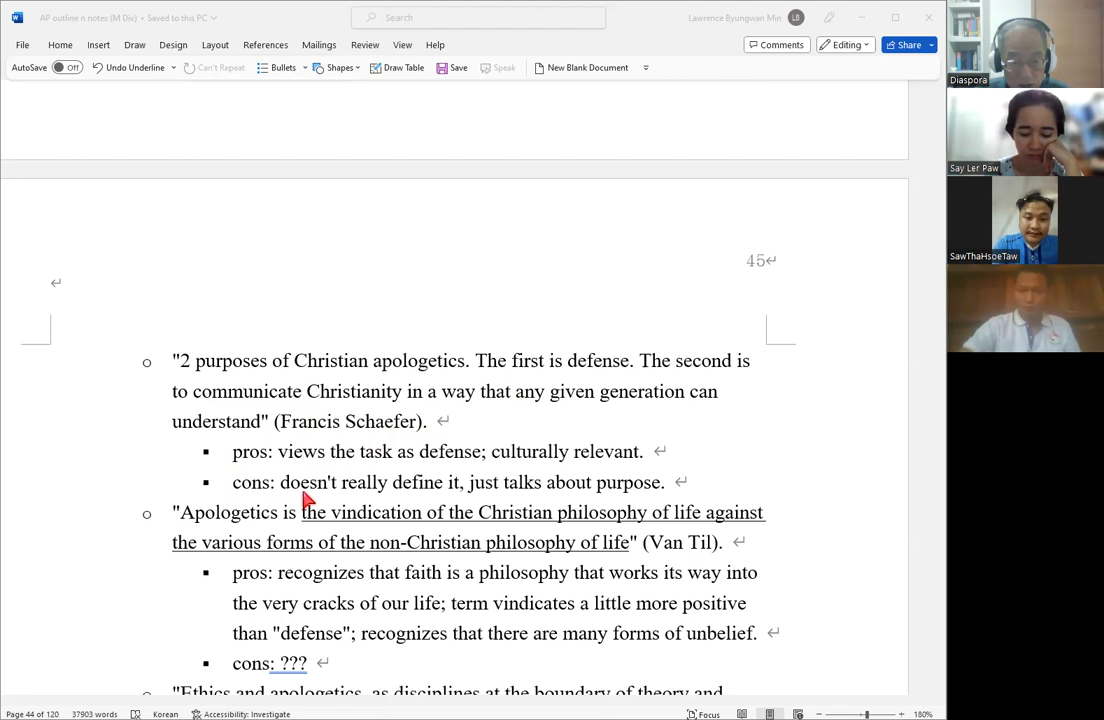 AP outline n notes (M Div) • Saved to this PC
Search
Lawrence Byungwan Min
LB
File Home Insert Draw Design Layout References Mailings Review View Help
Comments
Editing
Share
AutoSave Off Undo Underline Can't Repeat Bullets Shapes Draw Table Save Speak New Blank Document
Diaspora
Say Ler Paw
SawThaHsoeTaw
45
o "2 purposes of Christian apologetics. The first is defense. The second is
to communicate Christianity in a way that any given generation can
understand" (Francis Schaefer).
▪ pros: views the task as defense; culturally relevant.
▪ cons: doesn't really define it, just talks about purpose.
o "Apologetics is the vindication of the Christian philosophy of life against
the various forms of the non-Christian philosophy of life" (Van Til).
▪ pros: recognizes that faith is a philosophy that works its way into
the very cracks of our life; term vindicates a little more positive
than "defense"; recognizes that there are many forms of unbelief.
▪ cons: ???
o "Ethics and apologetics, as disciplines at the boundary of theory and
Page 44 of 120 37903 words Korean Accessibility: Investigate
Focus
180%